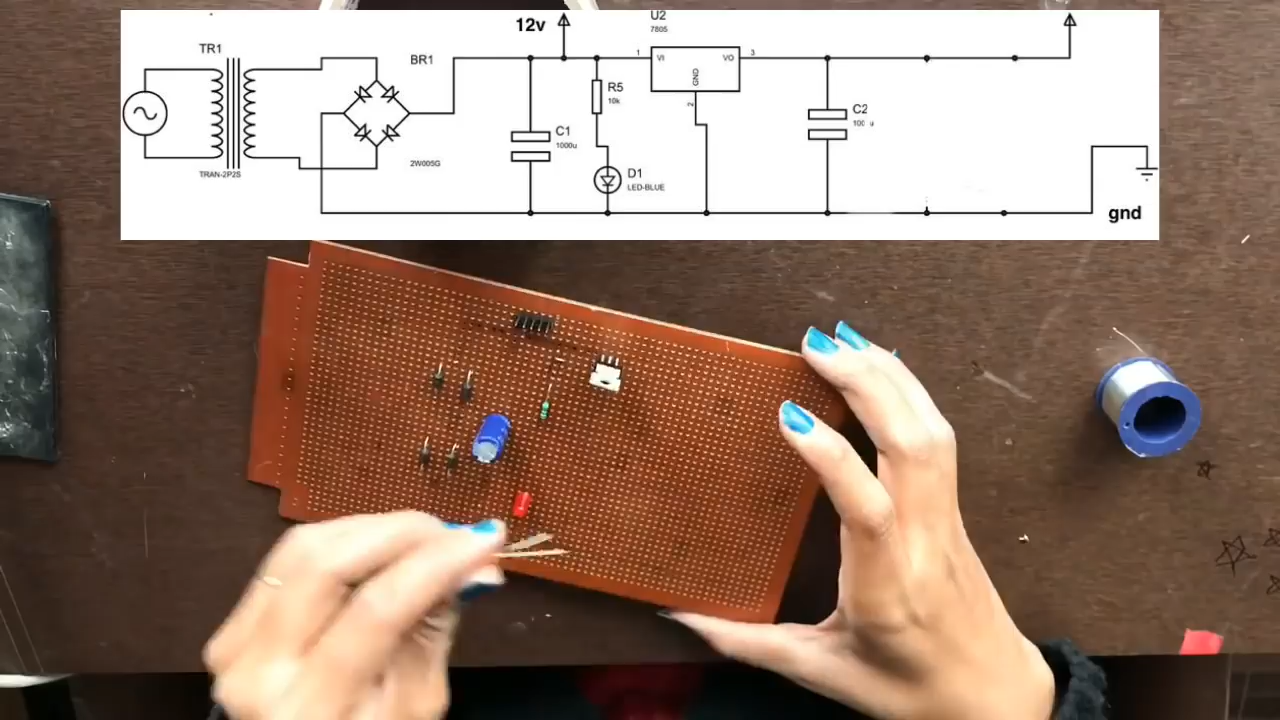 12v
U2
7805
TR1
BR1
1
VI
VO
3
GND
2
R5
10k
C1
1000u
C2
100 u
D1
LED-BLUE
2W005G
TRAN-2P2S
gnd